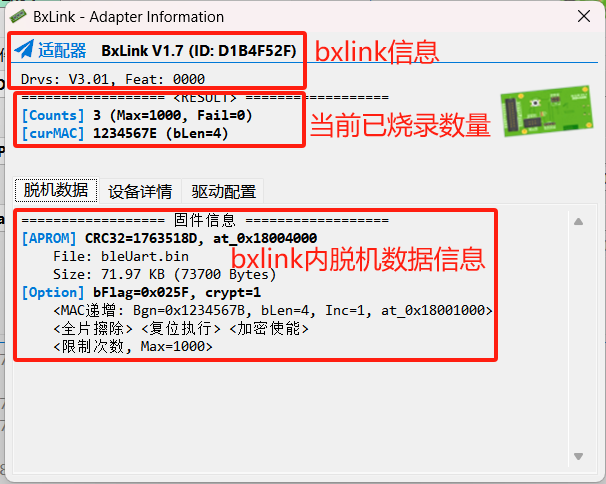 BxLink - Adapter Information
适配器 BxLink V1.7 (ID: D1B4F52F)
bxlink信息
Drvs: V3.01, Feat: 0000
================== <RESULT> ==================
[Counts] 3 (Max=1000, Fail=0)
[curMAC] 1234567E (bLen=4)
当前已烧录数量
脱机数据 设备详情 驱动配置
================== 固件信息 ==================
[APROM] CRC32=1763518D, at_0x18004000
File: bleUart.bin
bxlink内脱机数据信息
Size: 71.97 KB (73700 Bytes)
[Option] bFlag=0x025F, crypt=1
<MAC递增: Bgn=0x1234567B, bLen=4, Inc=1, at_0x18001000>
<全片擦除> <复位执行> <加密使能>
<限制次数, Max=1000>